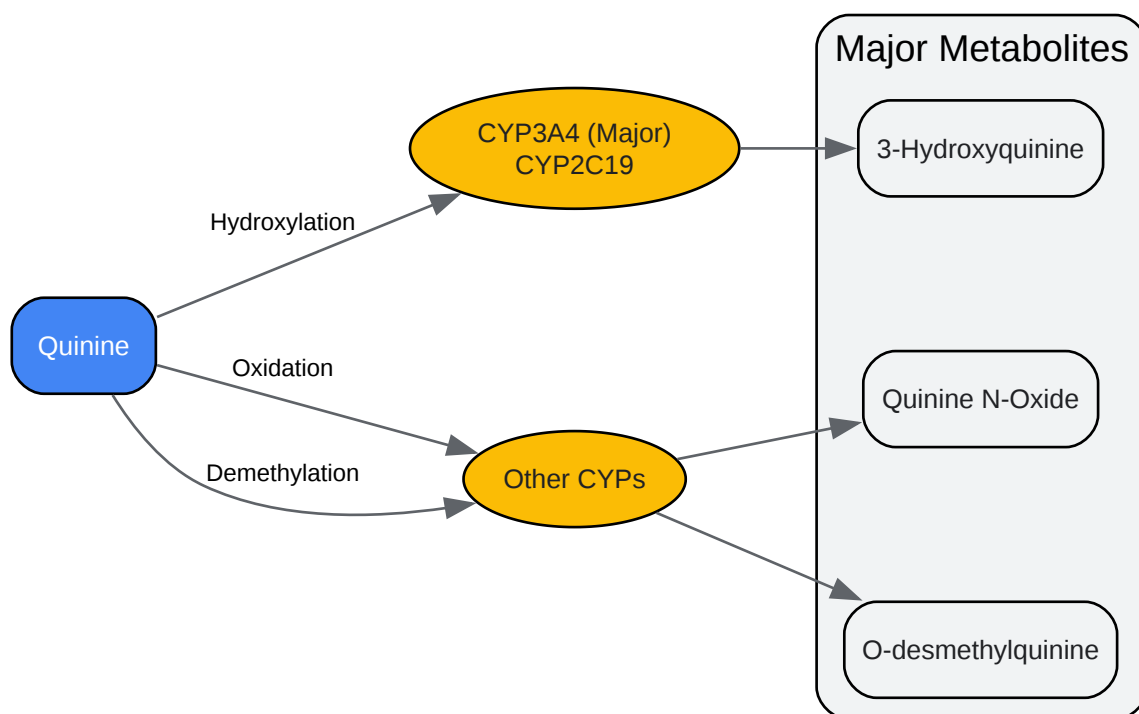 Major Metabolites
CYP3A4 (Major)
CYP2C19
3-Hydroxyquinine
Hydroxylation
Quinine
Oxidation
Quinine N-Oxide
Demethylation
Other CYPs
O-desmethylquinine